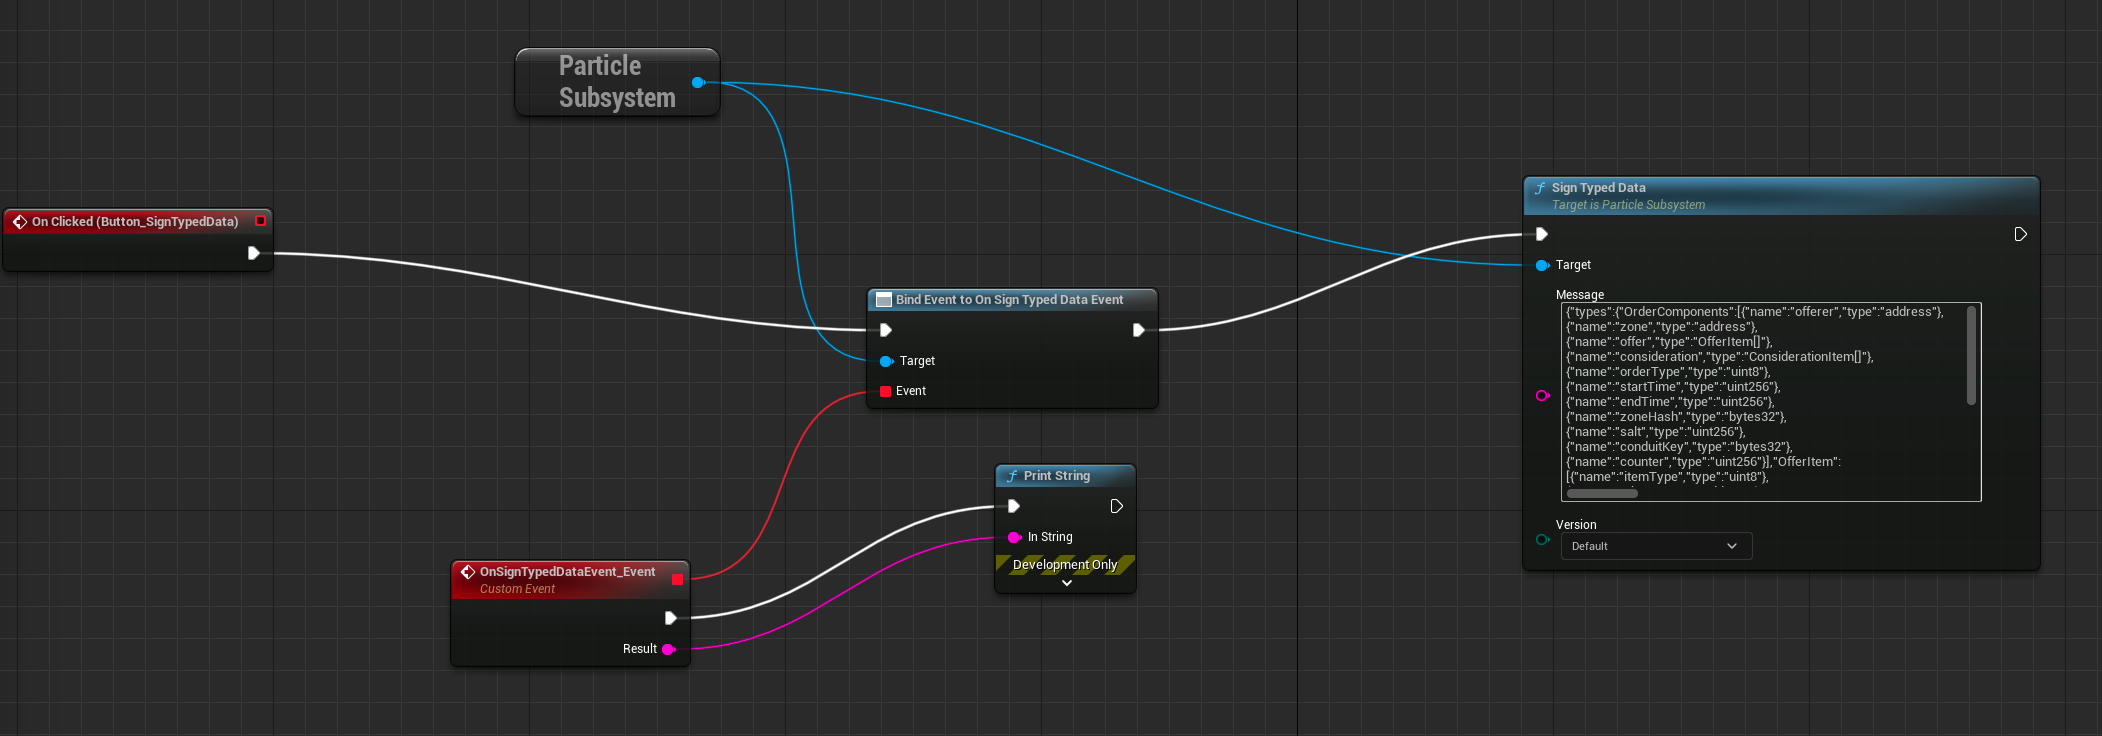 Particle
Subsystem
On Clicked (Button_SignTypedData)
Bind Event to On Sign Typed Data Event
Target
Event
Print String
In String
Development Only
OnSignTypedDataEvent_Event
Custom Event
Result
Sign Typed Data
Target is Particle Subsystem
Target
Message
{"types":{"OrderComponents":[{"name":"offerer","type":"address"},
{"name":"zone","type":"address"},
{"name":"offer","type":"OfferItem[]"},
{"name":"consideration","type":"ConsiderationItem[]"},
{"name":"orderType","type":"uint8"},
{"name":"startTime","type":"uint256"},
{"name":"endTime","type":"uint256"},
{"name":"zoneHash","type":"bytes32"},
{"name":"salt","type":"uint256"},
{"name":"conduitKey","type":"bytes32"},
{"name":"counter","type":"uint256"}],"OfferItem":
[{"name":"itemType","type":"uint8"},
Version
Default